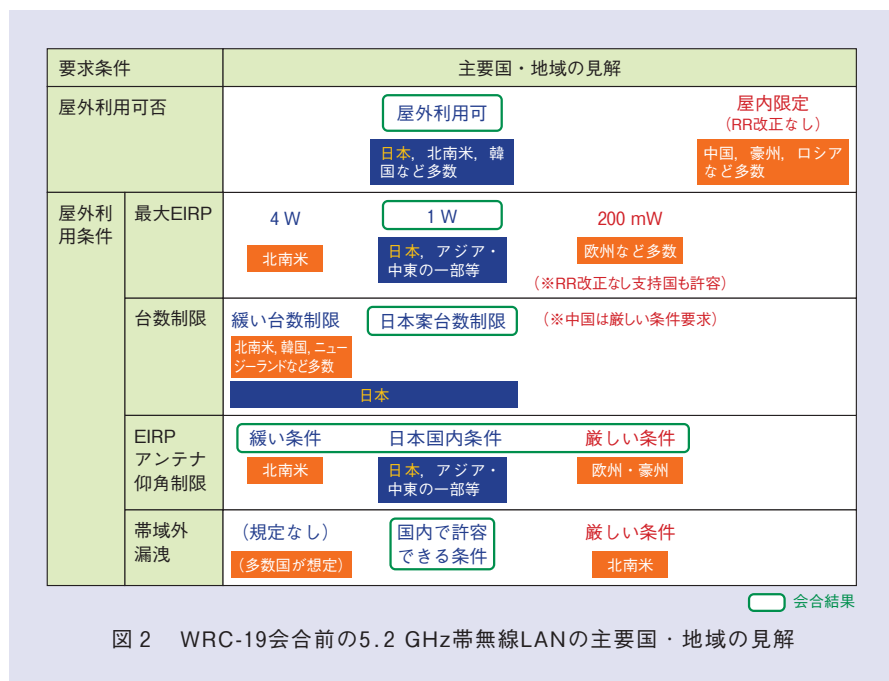 要求条件
主要国・地域の見解
屋外利用可否
屋外利用可
日本，北南米，韓
国など多数
屋内限定
（RR改正なし）
中国，豪州，ロシア
など多数
屋外利
用条件
最大EIRP
4 W
北南米
1 W
日本，アジア・
中東の一部等
200 mW
欧州など多数
（※RR改正なし支持国も許容）
台数制限
緩い台数制限
北南米，韓国，ニュー
ジーランドなど多数
日本案台数制限
（※中国は厳しい条件要求）
日本
EIRP
アンテナ
仰角制限
緩い条件
北南米
日本国内条件
日本，アジア・
中東の一部等
厳しい条件
欧州・豪州
帯域外
漏洩
（規定なし）
（多数国が想定）
国内で許容
できる条件
厳しい条件
北南米
会合結果
図 2　WRC-19会合前の5.2 GHz帯無線LANの主要国・地域の見解